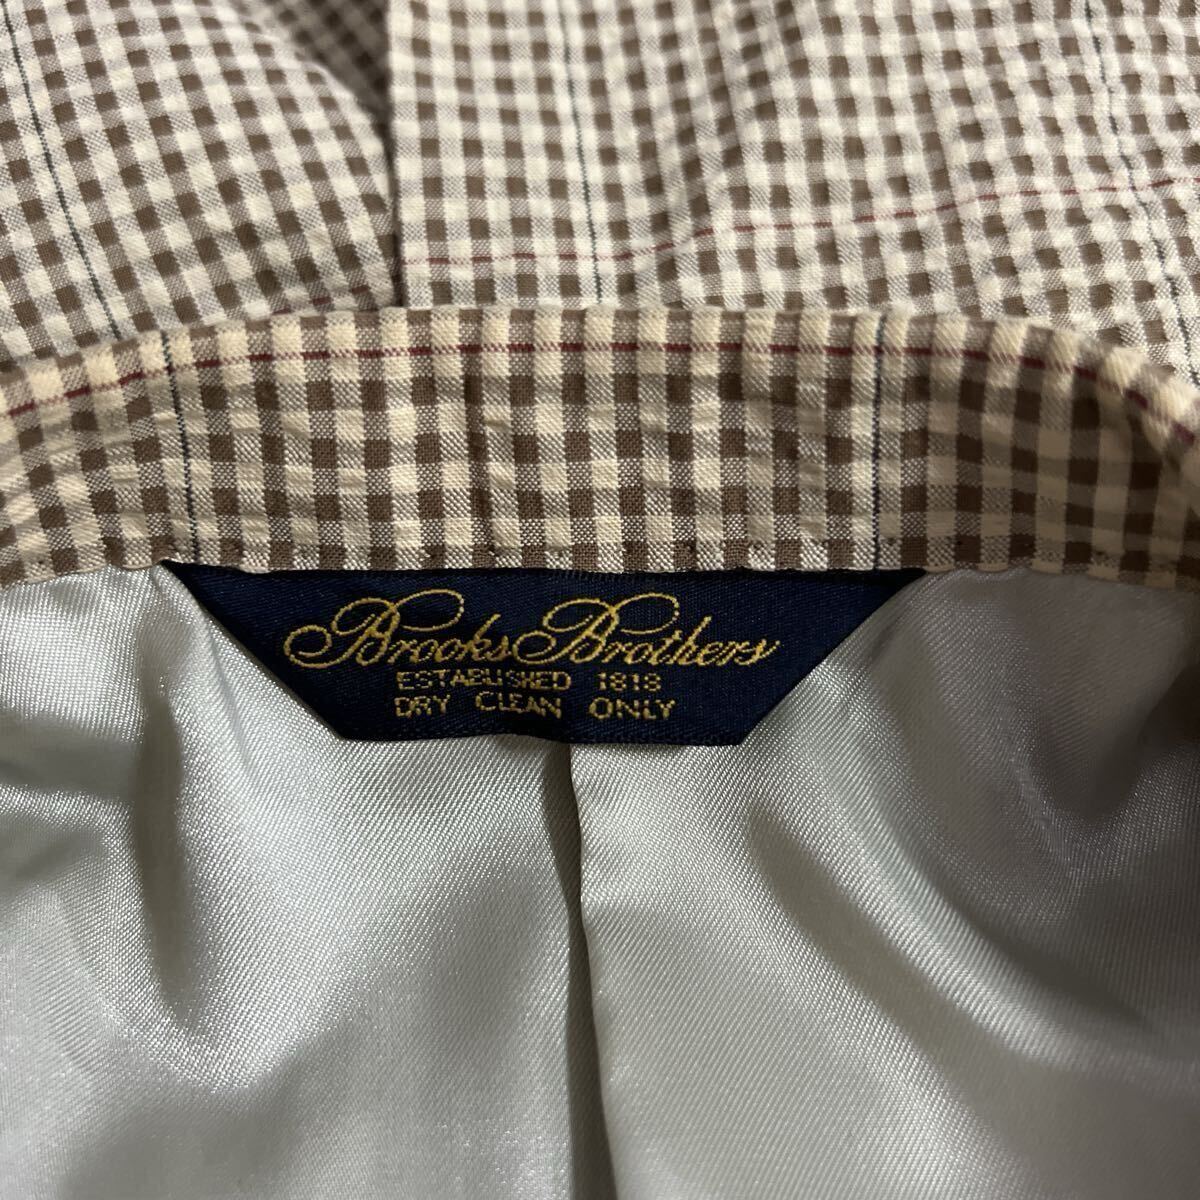 Brooks Brothers
ESTABLISHED 1818
DRY CLEAN ONLY